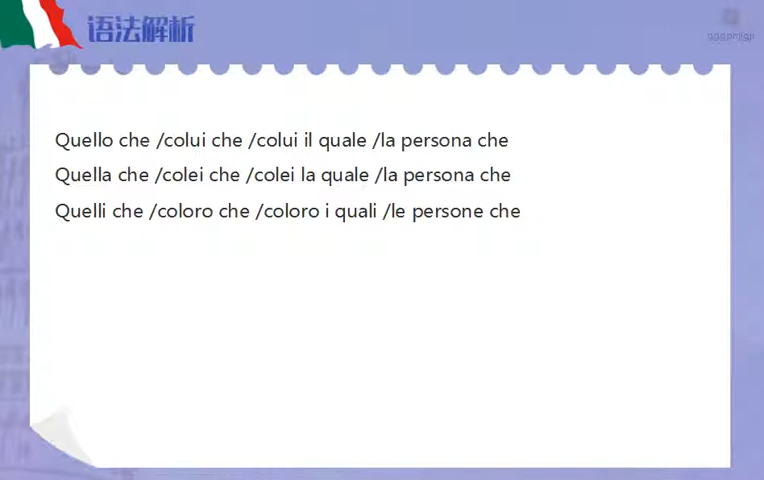 语法解析
Quello che /colui che /colui il quale /la persona che
Quella che /colei che /colei la quale /la persona che
Quelli che /coloro che /coloro i quali /le persone che